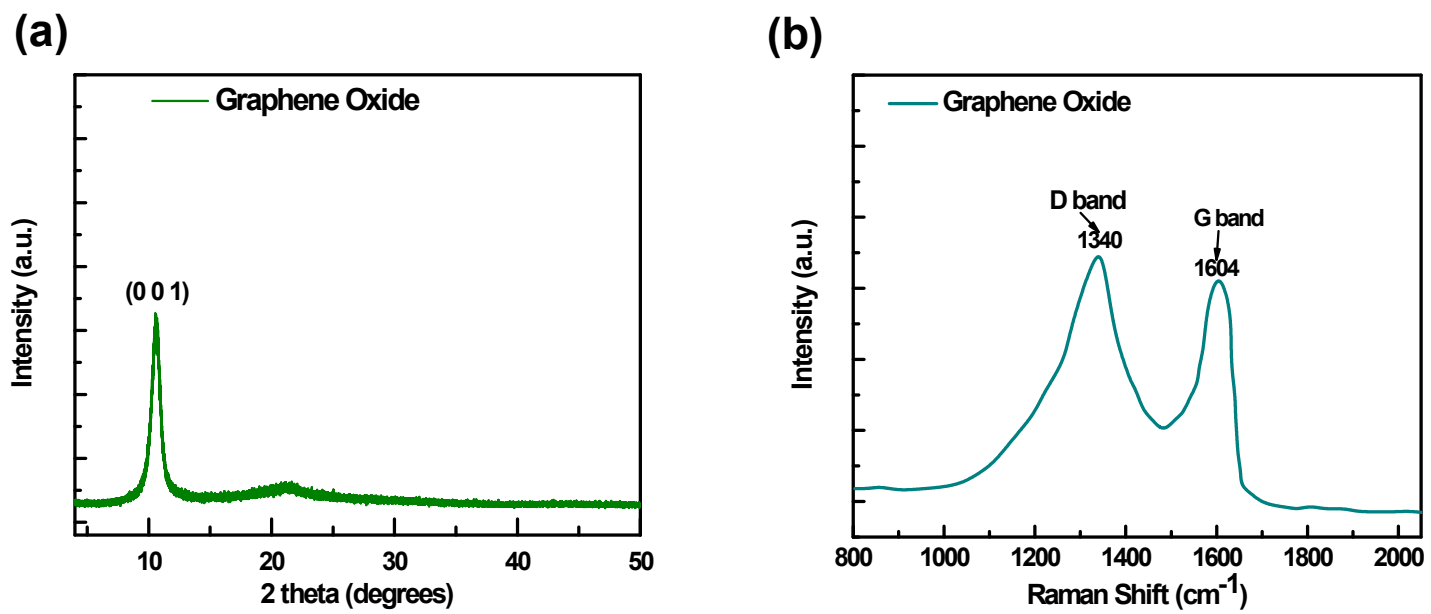 (a)
Graphene Oxide
(0 0 1)
Intensity (a.u.)
10 20 30 40 50
2 theta (degrees)
(b)
Graphene Oxide
D band
1340
G band
1604
Intensity (a.u.)
800 1000 1200 1400 1600 1800 2000
Raman Shift (cm⁻¹)